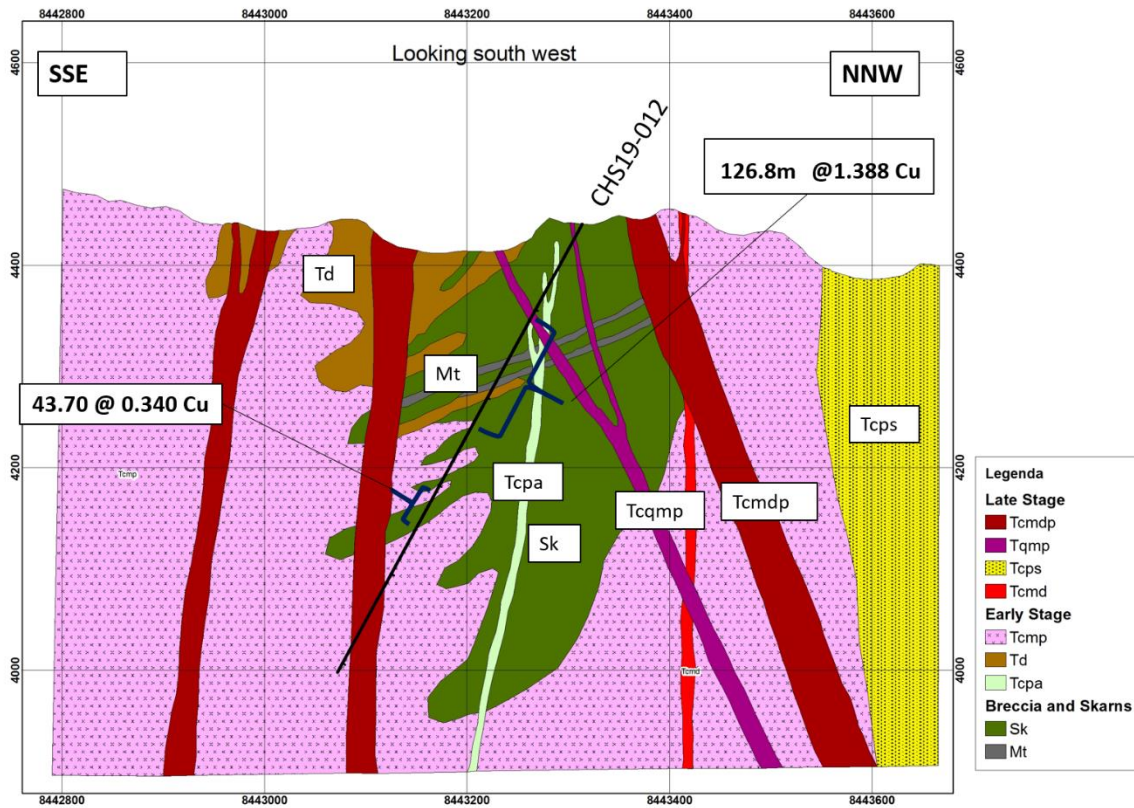 8442800 8443000 8443200 8443400 8443600
Looking south west
SSE
NNW
4600
4600
CHS19-012
126.8m @1.388 Cu
4400
4400
Td
Mt
43.70 @ 0.340 Cu
Tcps
4200
4200
Tcmp
Tcpa
Tcqmp
Tcmdp
Sk
4000
4000
Tcmd
8442800 8443000 8443200 8443400 8443600
Legenda
Late Stage
Tcmdp
Tqmp
Tcps
Tcmd
Early Stage
Tcmp
Td
Tcpa
Breccia and Skarns
Sk
Mt